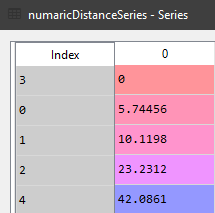 numaricDistanceSeries - Series
Index 0
3 0
0 5.74456
1 10.1198
2 23.2312
4 42.0861